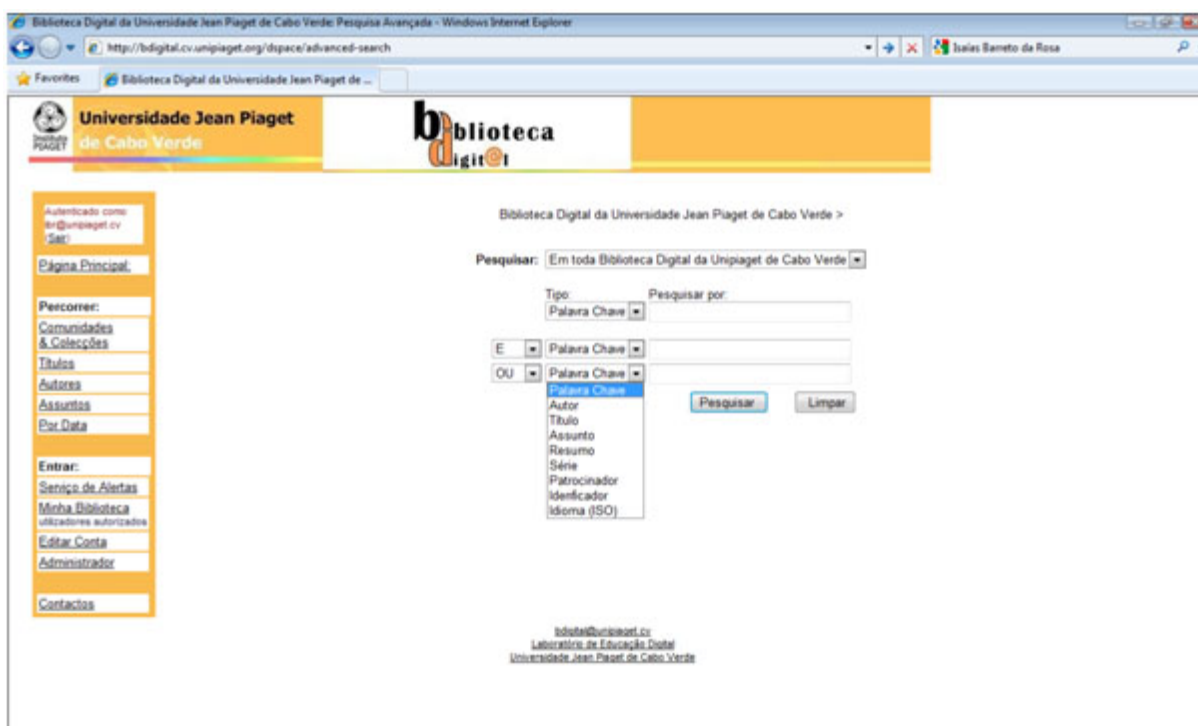 Biblioteca Digital da Universidade Jean Piaget de Cabo Verde: Pesquisa Avançada - Windows Internet Explorer
http://bdigital.cv.unipiaget.org/dspace/advanced-search
Isaías Barreto da Rosa
Favorites
Biblioteca Digital da Universidade Jean Piaget de ...
Instituto PIAGET
Universidade Jean Piaget
de Cabo Verde
biblioteca
digit@l
Autenticado como
ibr@unipiaget.cv
(Sair)
Página Principal:
Percorrer:
Comunidades
& Colecções
Títulos
Autores
Assuntos
Por Data
Entrar:
Serviço de Alertas
Minha Biblioteca
utilizadores autorizados
Editar Conta
Administrador
Contactos
Biblioteca Digital da Universidade Jean Piaget de Cabo Verde >
Pesquisar: Em toda Biblioteca Digital da Unipiaget de Cabo Verde
Tipo: Pesquisar por:
Palavra Chave
E Palavra Chave
OU Palavra Chave
Palavra Chave
Autor
Título
Assunto
Resumo
Série
Patrocinador
Idenficador
Idioma (ISO)
Pesquisar Limpar
bdigital@unipiaget.cv
Laboratório de Educação Digital
Universidade Jean Piaget de Cabo Verde